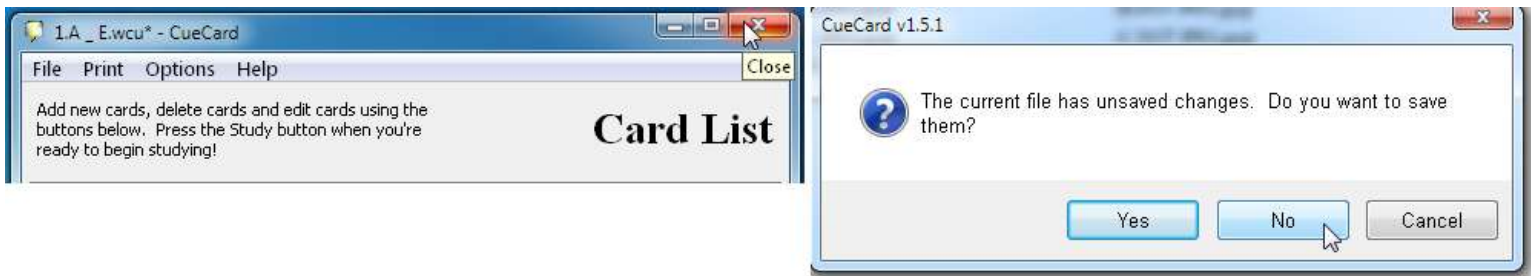 1.A _ E.wcu* - CueCard
File Print Options Help
Close
Add new cards, delete cards and edit cards using the
buttons below. Press the Study button when you're
ready to begin studying!
Card List
CueCard v1.5.1
The current file has unsaved changes. Do you want to save
them?
Yes No Cancel